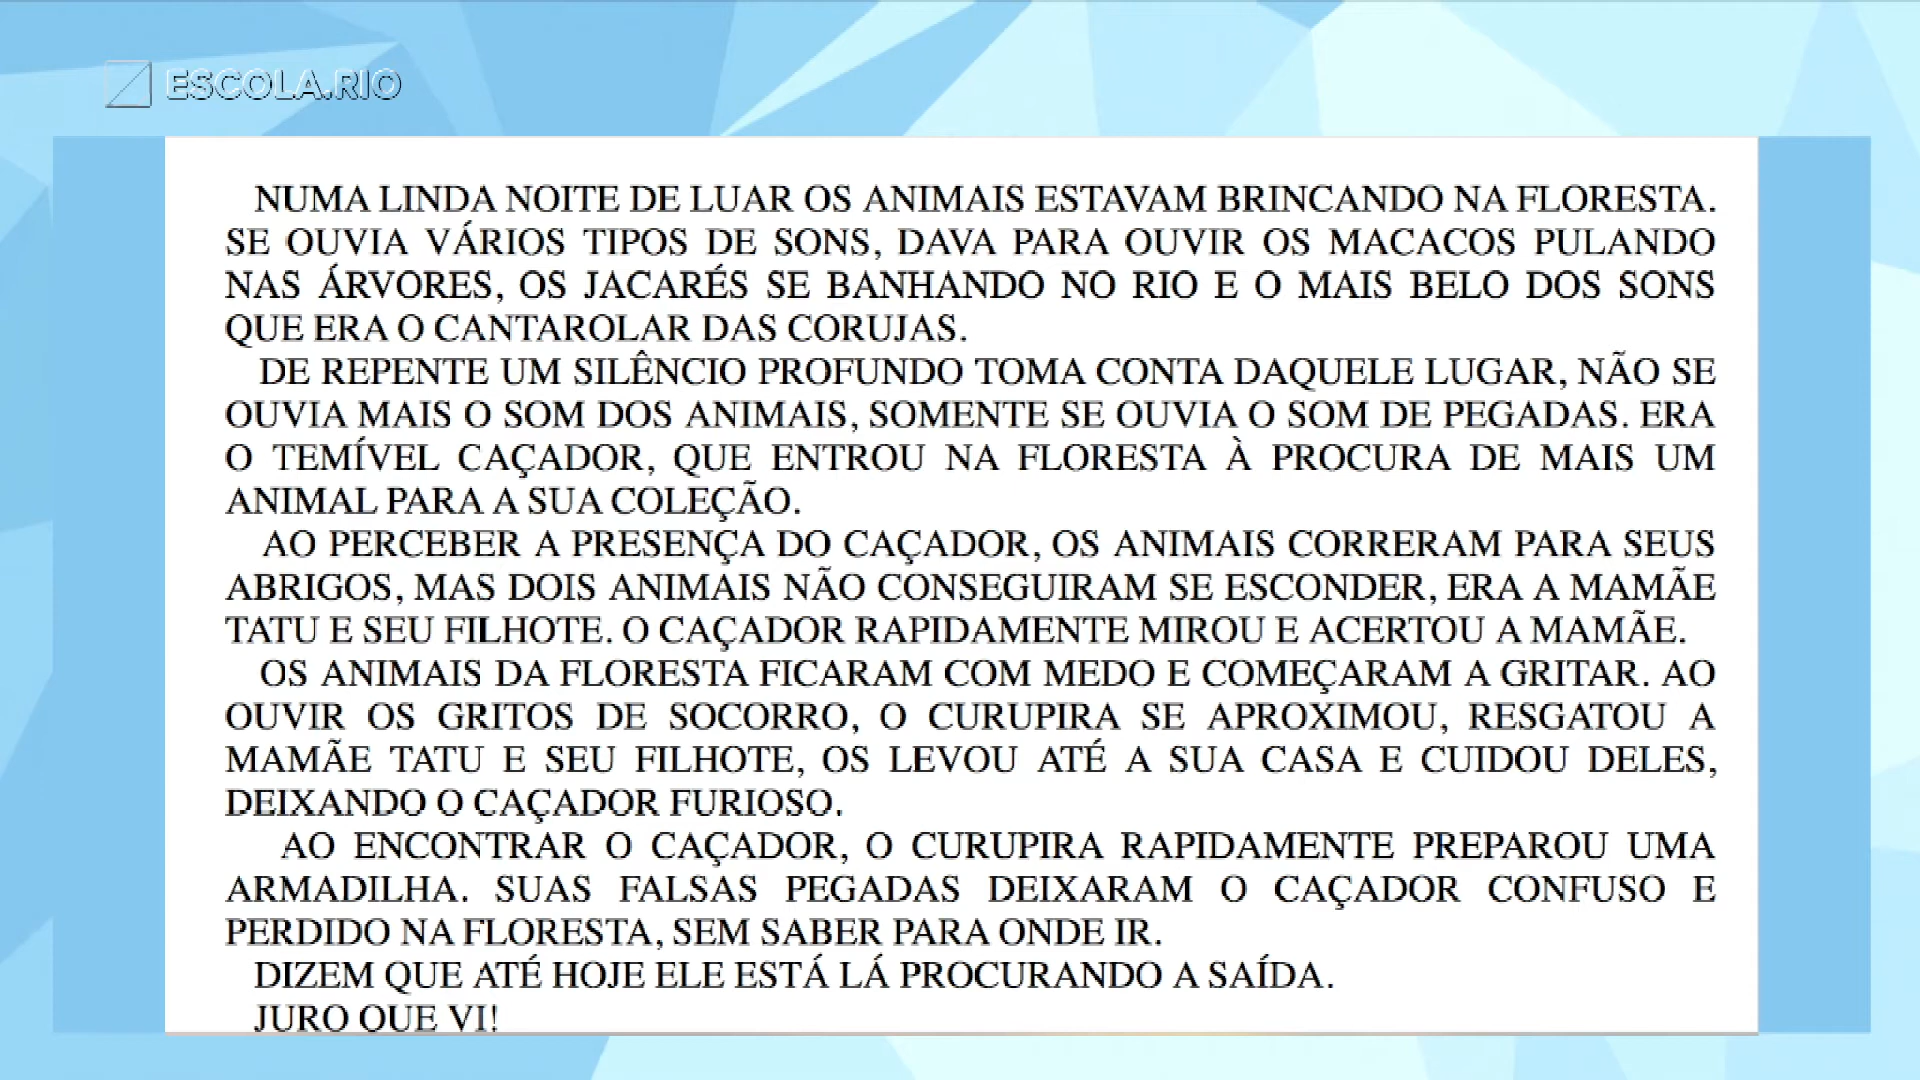 ESCOLA.RIO
NUMA LINDA NOITE DE LUAR OS ANIMAIS ESTAVAM BRINCANDO NA FLORESTA.
SE OUVIA VÁRIOS TIPOS DE SONS, DAVA PARA OUVIR OS MACACOS PULANDO
NAS ÁRVORES, OS JACARÉS SE BANHANDO NO RIO E O MAIS BELO DOS SONS
QUE ERA O CANTAROLAR DAS CORUJAS.
DE REPENTE UM SILÊNCIO PROFUNDO TOMA CONTA DAQUELE LUGAR, NÃO SE
OUVIA MAIS O SOM DOS ANIMAIS, SOMENTE SE OUVIA O SOM DE PEGADAS. ERA
O TEMÍVEL CAÇADOR, QUE ENTROU NA FLORESTA À PROCURA DE MAIS UM
ANIMAL PARA A SUA COLEÇÃO.
AO PERCEBER A PRESENÇA DO CAÇADOR, OS ANIMAIS CORRERAM PARA SEUS
ABRIGOS, MAS DOIS ANIMAIS NÃO CONSEGUIRAM SE ESCONDER, ERA A MAMÃE
TATU E SEU FILHOTE. O CAÇADOR RAPIDAMENTE MIROU E ACERTOU A MAMÃE.
OS ANIMAIS DA FLORESTA FICARAM COM MEDO E COMEÇARAM A GRITAR. AO
OUVIR OS GRITOS DE SOCORRO, O CURUPIRA SE APROXIMOU, RESGATOU A
MAMÃE TATU E SEU FILHOTE, OS LEVOU ATÉ A SUA CASA E CUIDOU DELES,
DEIXANDO O CAÇADOR FURIOSO.
AO ENCONTRAR O CAÇADOR, O CURUPIRA RAPIDAMENTE PREPAROU UMA
ARMADILHA. SUAS FALSAS PEGADAS DEIXARAM O CAÇADOR CONFUSO E
PERDIDO NA FLORESTA, SEM SABER PARA ONDE IR.
DIZEM QUE ATÉ HOJE ELE ESTÁ LÁ PROCURANDO A SAÍDA.
JURO QUE VI!